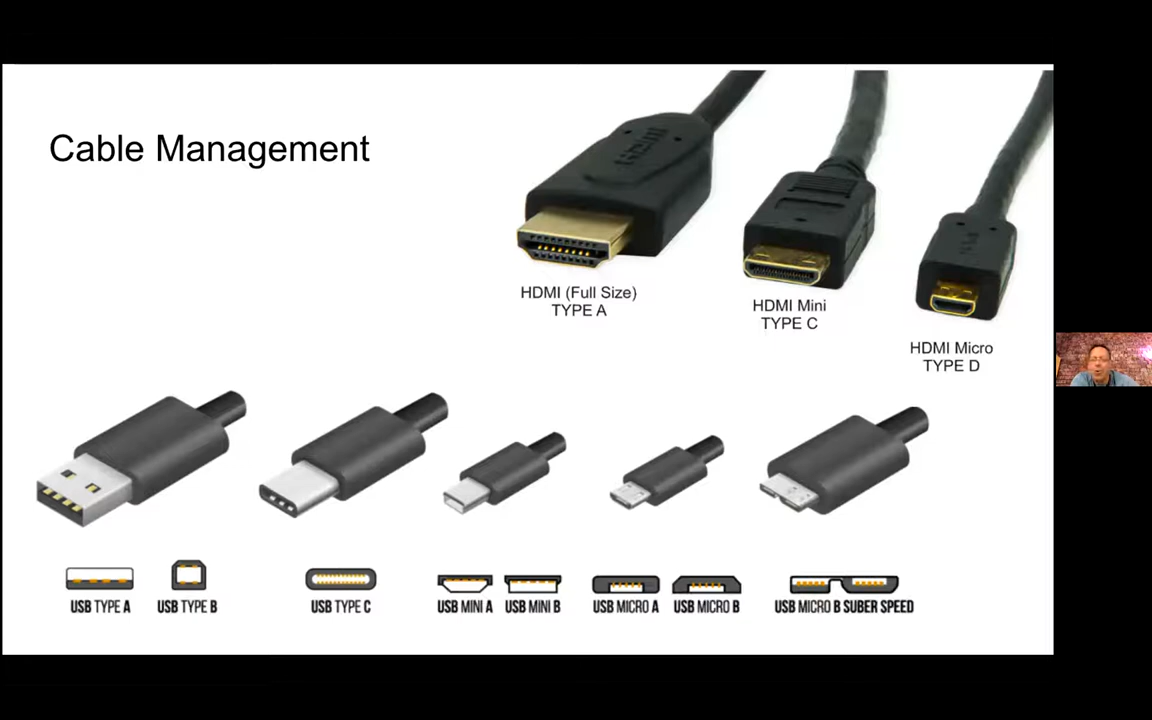 Cable Management
HDMI (Full Size)
TYPE A
HDMI Mini
TYPE C
HDMI Micro
TYPE D
USB TYPE A
USB TYPE B
USB TYPE C
USB MINI A
USB MINI B
USB MICRO A
USB MICRO B
USB MICRO B SUBER SPEED